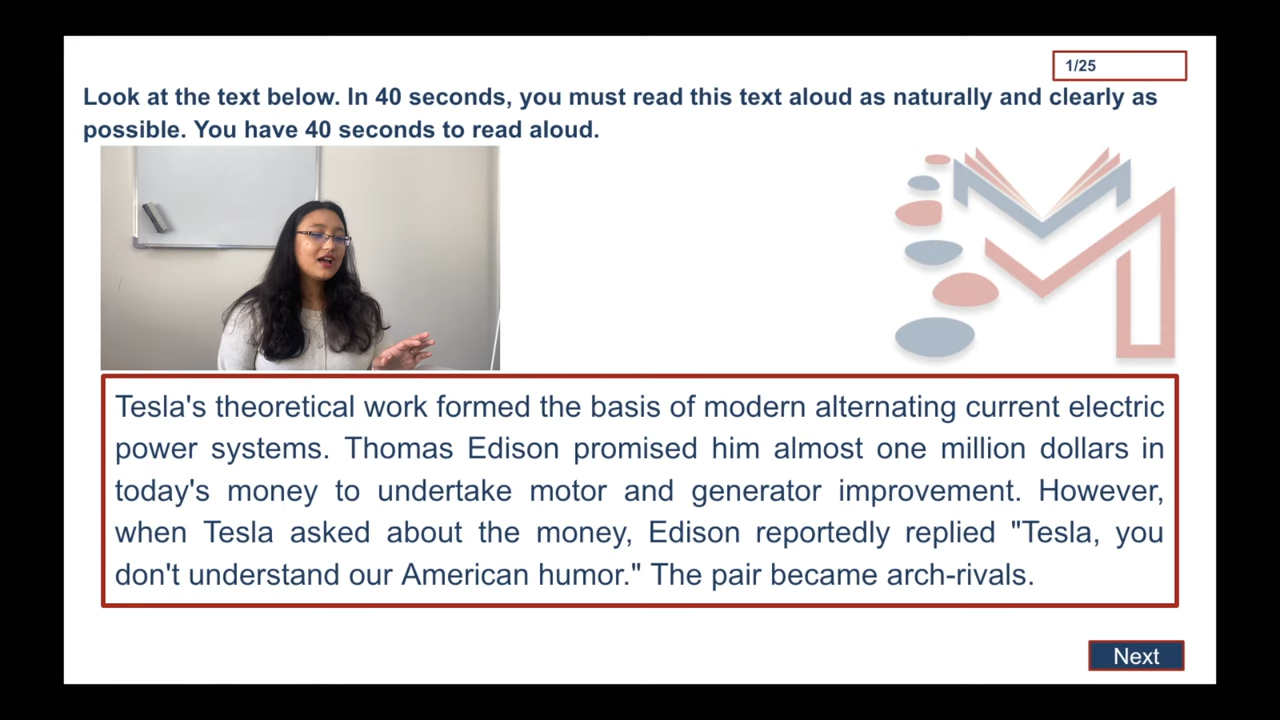 1/25
Look at the text below. In 40 seconds, you must read this text aloud as naturally and clearly as
possible. You have 40 seconds to read aloud.
Tesla's theoretical work formed the basis of modern alternating current electric
power systems. Thomas Edison promised him almost one million dollars in
today's money to undertake motor and generator improvement. However,
when Tesla asked about the money, Edison reportedly replied "Tesla, you
don't understand our American humor." The pair became arch-rivals.
Next